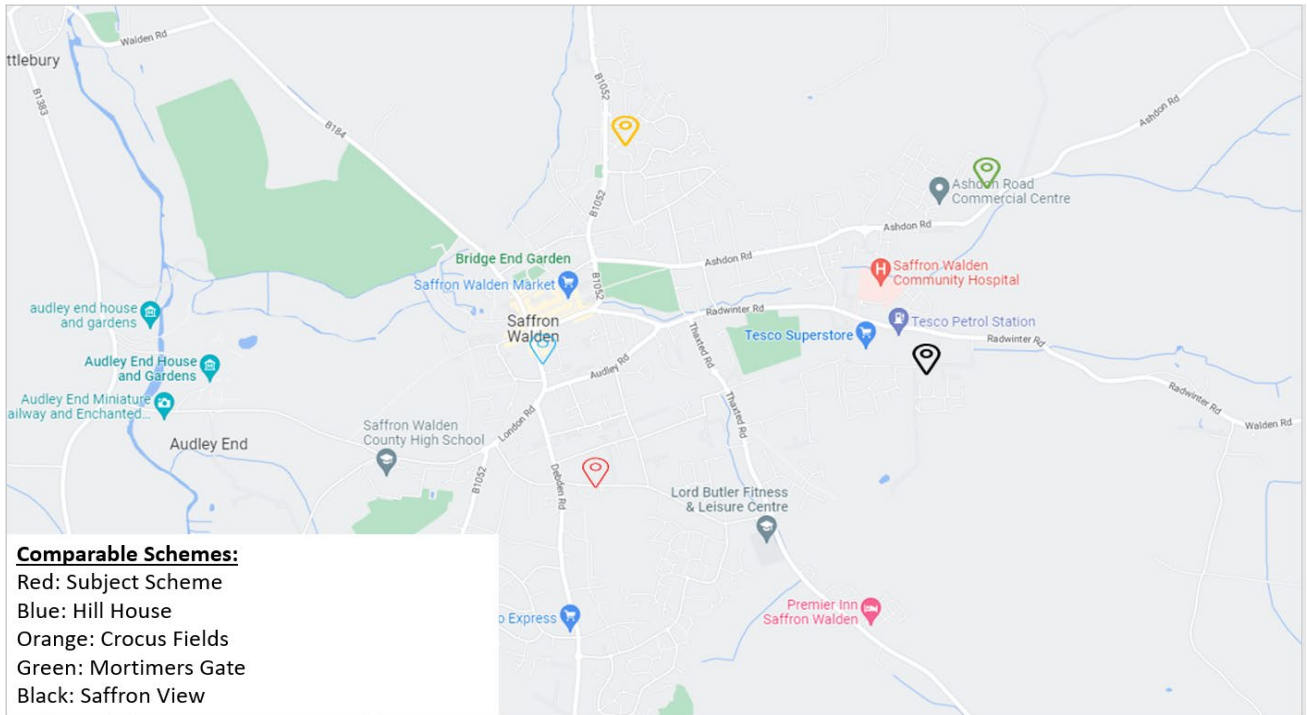 Walden Rd
ttlebury
B1383
B184
B1052
Ashdon Rd
Ashdon Road
Commercial Centre
B1052
Ashdon Rd
Bridge End Garden
Ashdon Rd
Saffron Walden
Community Hospital
Saffron Walden Market
B1052
audley end house
and gardens
Radwinter Rd
Saffron
Walden
Tesco Petrol Station
Thaxted Rd
Tesco Superstore
Radwinter Rd
Audley End House
and Gardens
Audley Rd
Audley End Miniature
ailway and Enchanted...
Radwinter Rd
Thaxted Rd
London Rd
Walden Rd
Saffron Walden
County High School
Audley End
B1052
Debden Rd
Lord Butler Fitness
& Leisure Centre
Comparable Schemes:
Red: Subject Scheme
Blue: Hill House
Orange: Crocus Fields
Green: Mortimers Gate
Black: Saffron View
o Express
Premier Inn
Saffron Walden